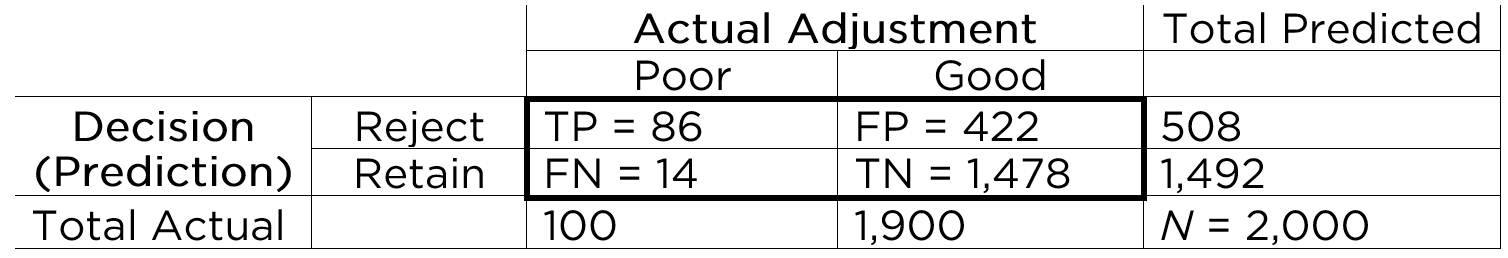 Actual Adjustment Total Predicted
Poor Good
Decision (Prediction) Reject TP = 86 FP = 422 508
Retain FN = 14 TN = 1,478 1,492
Total Actual 100 1,900 N = 2,000